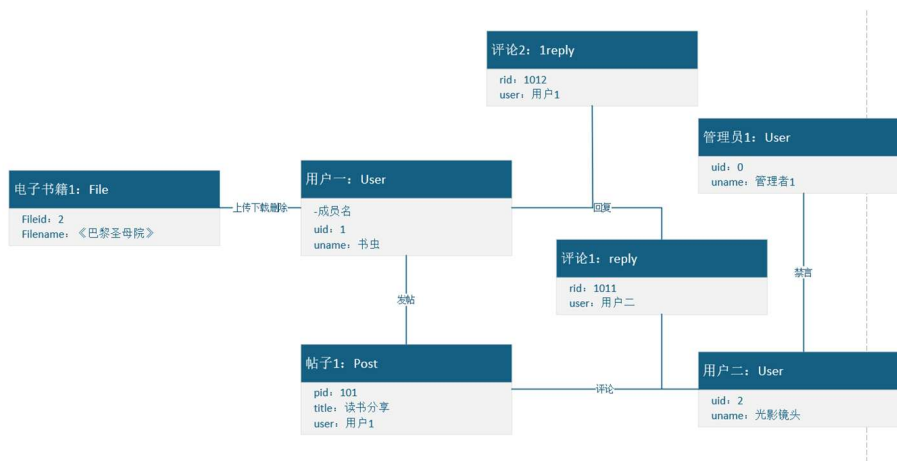 评论2：1reply
rid：1012
user：用户1
管理员1：User
uid：0
uname：管理者1
电子书籍1：File
Fileid：2
Filename：《巴黎圣母院》
上传下载删除
用户一：User
-成员名
uid：1
uname：书虫
回复
评论1：reply
rid：1011
user：用户二
禁言
发帖
帖子1：Post
pid：101
title：读书分享
user：用户1
评论
用户二：User
uid：2
uname：光影镜头